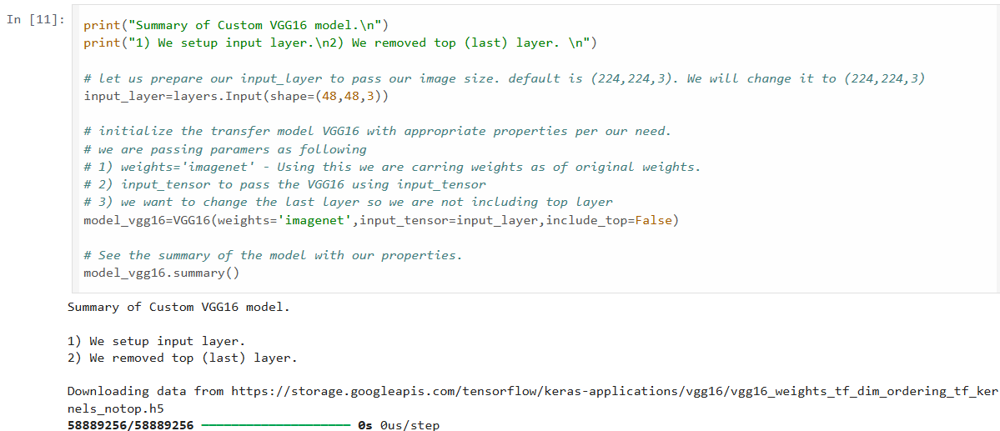 In [11]:
print("Summary of Custom VGG16 model.\n")
print("1) We setup input layer.\n2) We removed top (last) layer. \n")
# let us prepare our input_layer to pass our image size. default is (224,224,3). We will change it to (224,224,3)
input_layer=layers.Input(shape=(48,48,3))
# initialize the transfer model VGG16 with appropriate properties per our need.
# we are passing paramers as following
# 1) weights='imagenet' - Using this we are carring weights as of original weights.
# 2) input_tensor to pass the VGG16 using input_tensor
# 3) we want to change the last layer so we are not including top layer
model_vgg16=VGG16(weights='imagenet',input_tensor=input_layer,include_top=False)
# See the summary of the model with our properties.
model_vgg16.summary()
Summary of Custom VGG16 model.
1) We setup input layer.
2) We removed top (last) layer.
Downloading data from https://storage.googleapis.com/tensorflow/keras-applications/vgg16/vgg16_weights_tf_dim_ordering_tf_ker
nels_notop.h5
58889256/58889256 ━━━━━━━━━━━━━━━━━━━━ 0s 0us/step